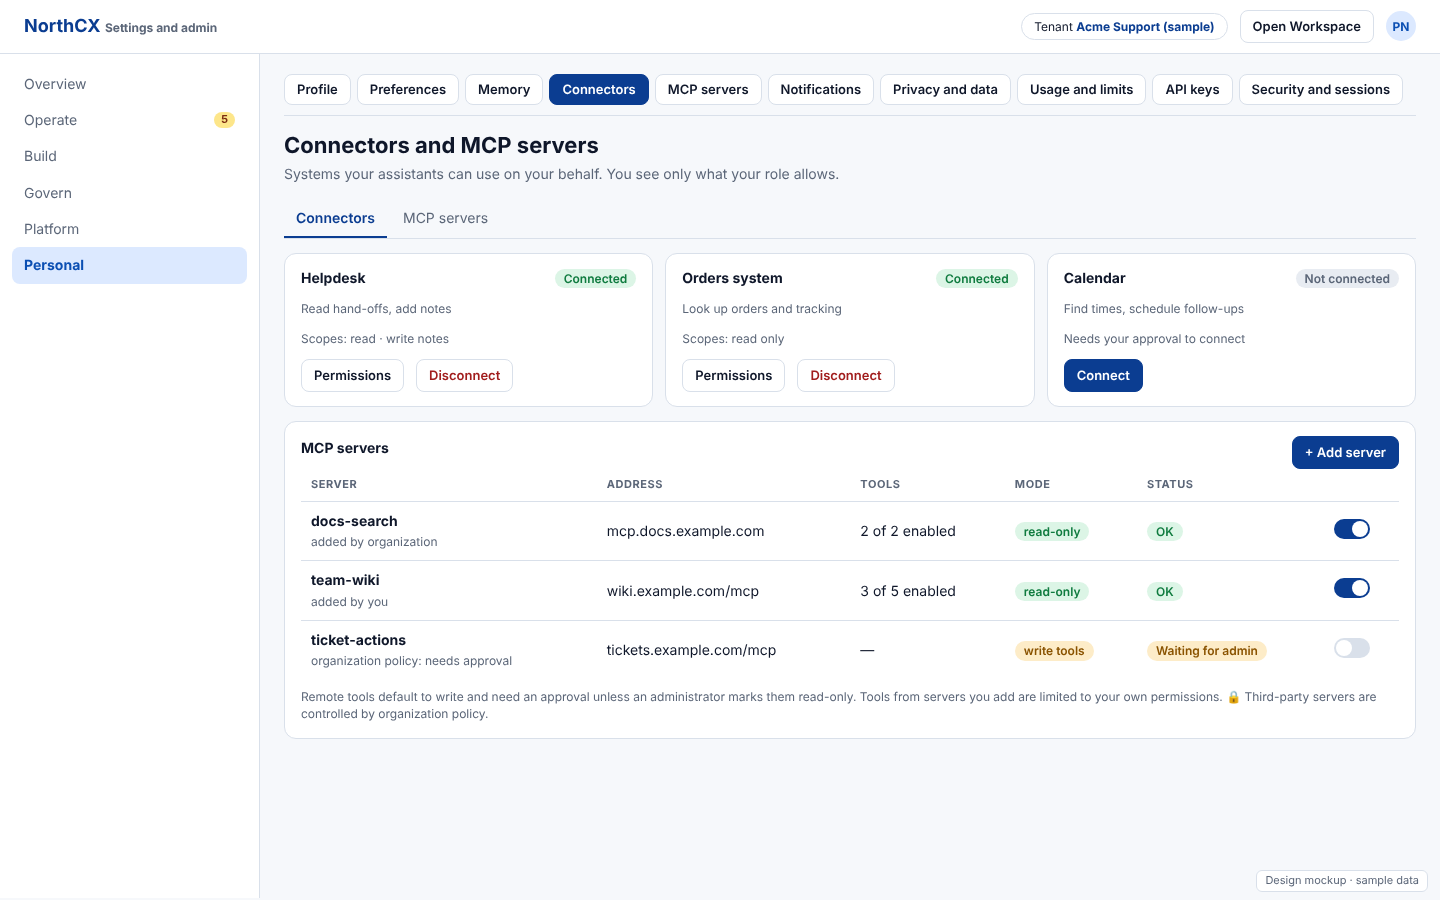 NorthCX Settings and admin
Tenant Acme Support (sample)
Open Workspace
PN
Overview
Operate 5
Build
Govern
Platform
Personal
Profile
Preferences
Memory
Connectors
MCP servers
Notifications
Privacy and data
Usage and limits
API keys
Security and sessions
Connectors and MCP servers
Systems your assistants can use on your behalf. You see only what your role allows.
Connectors
MCP servers
Helpdesk
Connected
Read hand-offs, add notes
Scopes: read · write notes
Permissions
Disconnect
Orders system
Connected
Look up orders and tracking
Scopes: read only
Permissions
Disconnect
Calendar
Not connected
Find times, schedule follow-ups
Needs your approval to connect
Connect
MCP servers
+ Add server
SERVER ADDRESS TOOLS MODE STATUS
docs-search
added by organization
mcp.docs.example.com
2 of 2 enabled
read-only
OK
team-wiki
added by you
wiki.example.com/mcp
3 of 5 enabled
read-only
OK
ticket-actions
organization policy: needs approval
tickets.example.com/mcp
—
write tools
Waiting for admin
Remote tools default to write and need an approval unless an administrator marks them read-only. Tools from servers you add are limited to your own permissions. 🔒 Third-party servers are
controlled by organization policy.
Design mockup · sample data